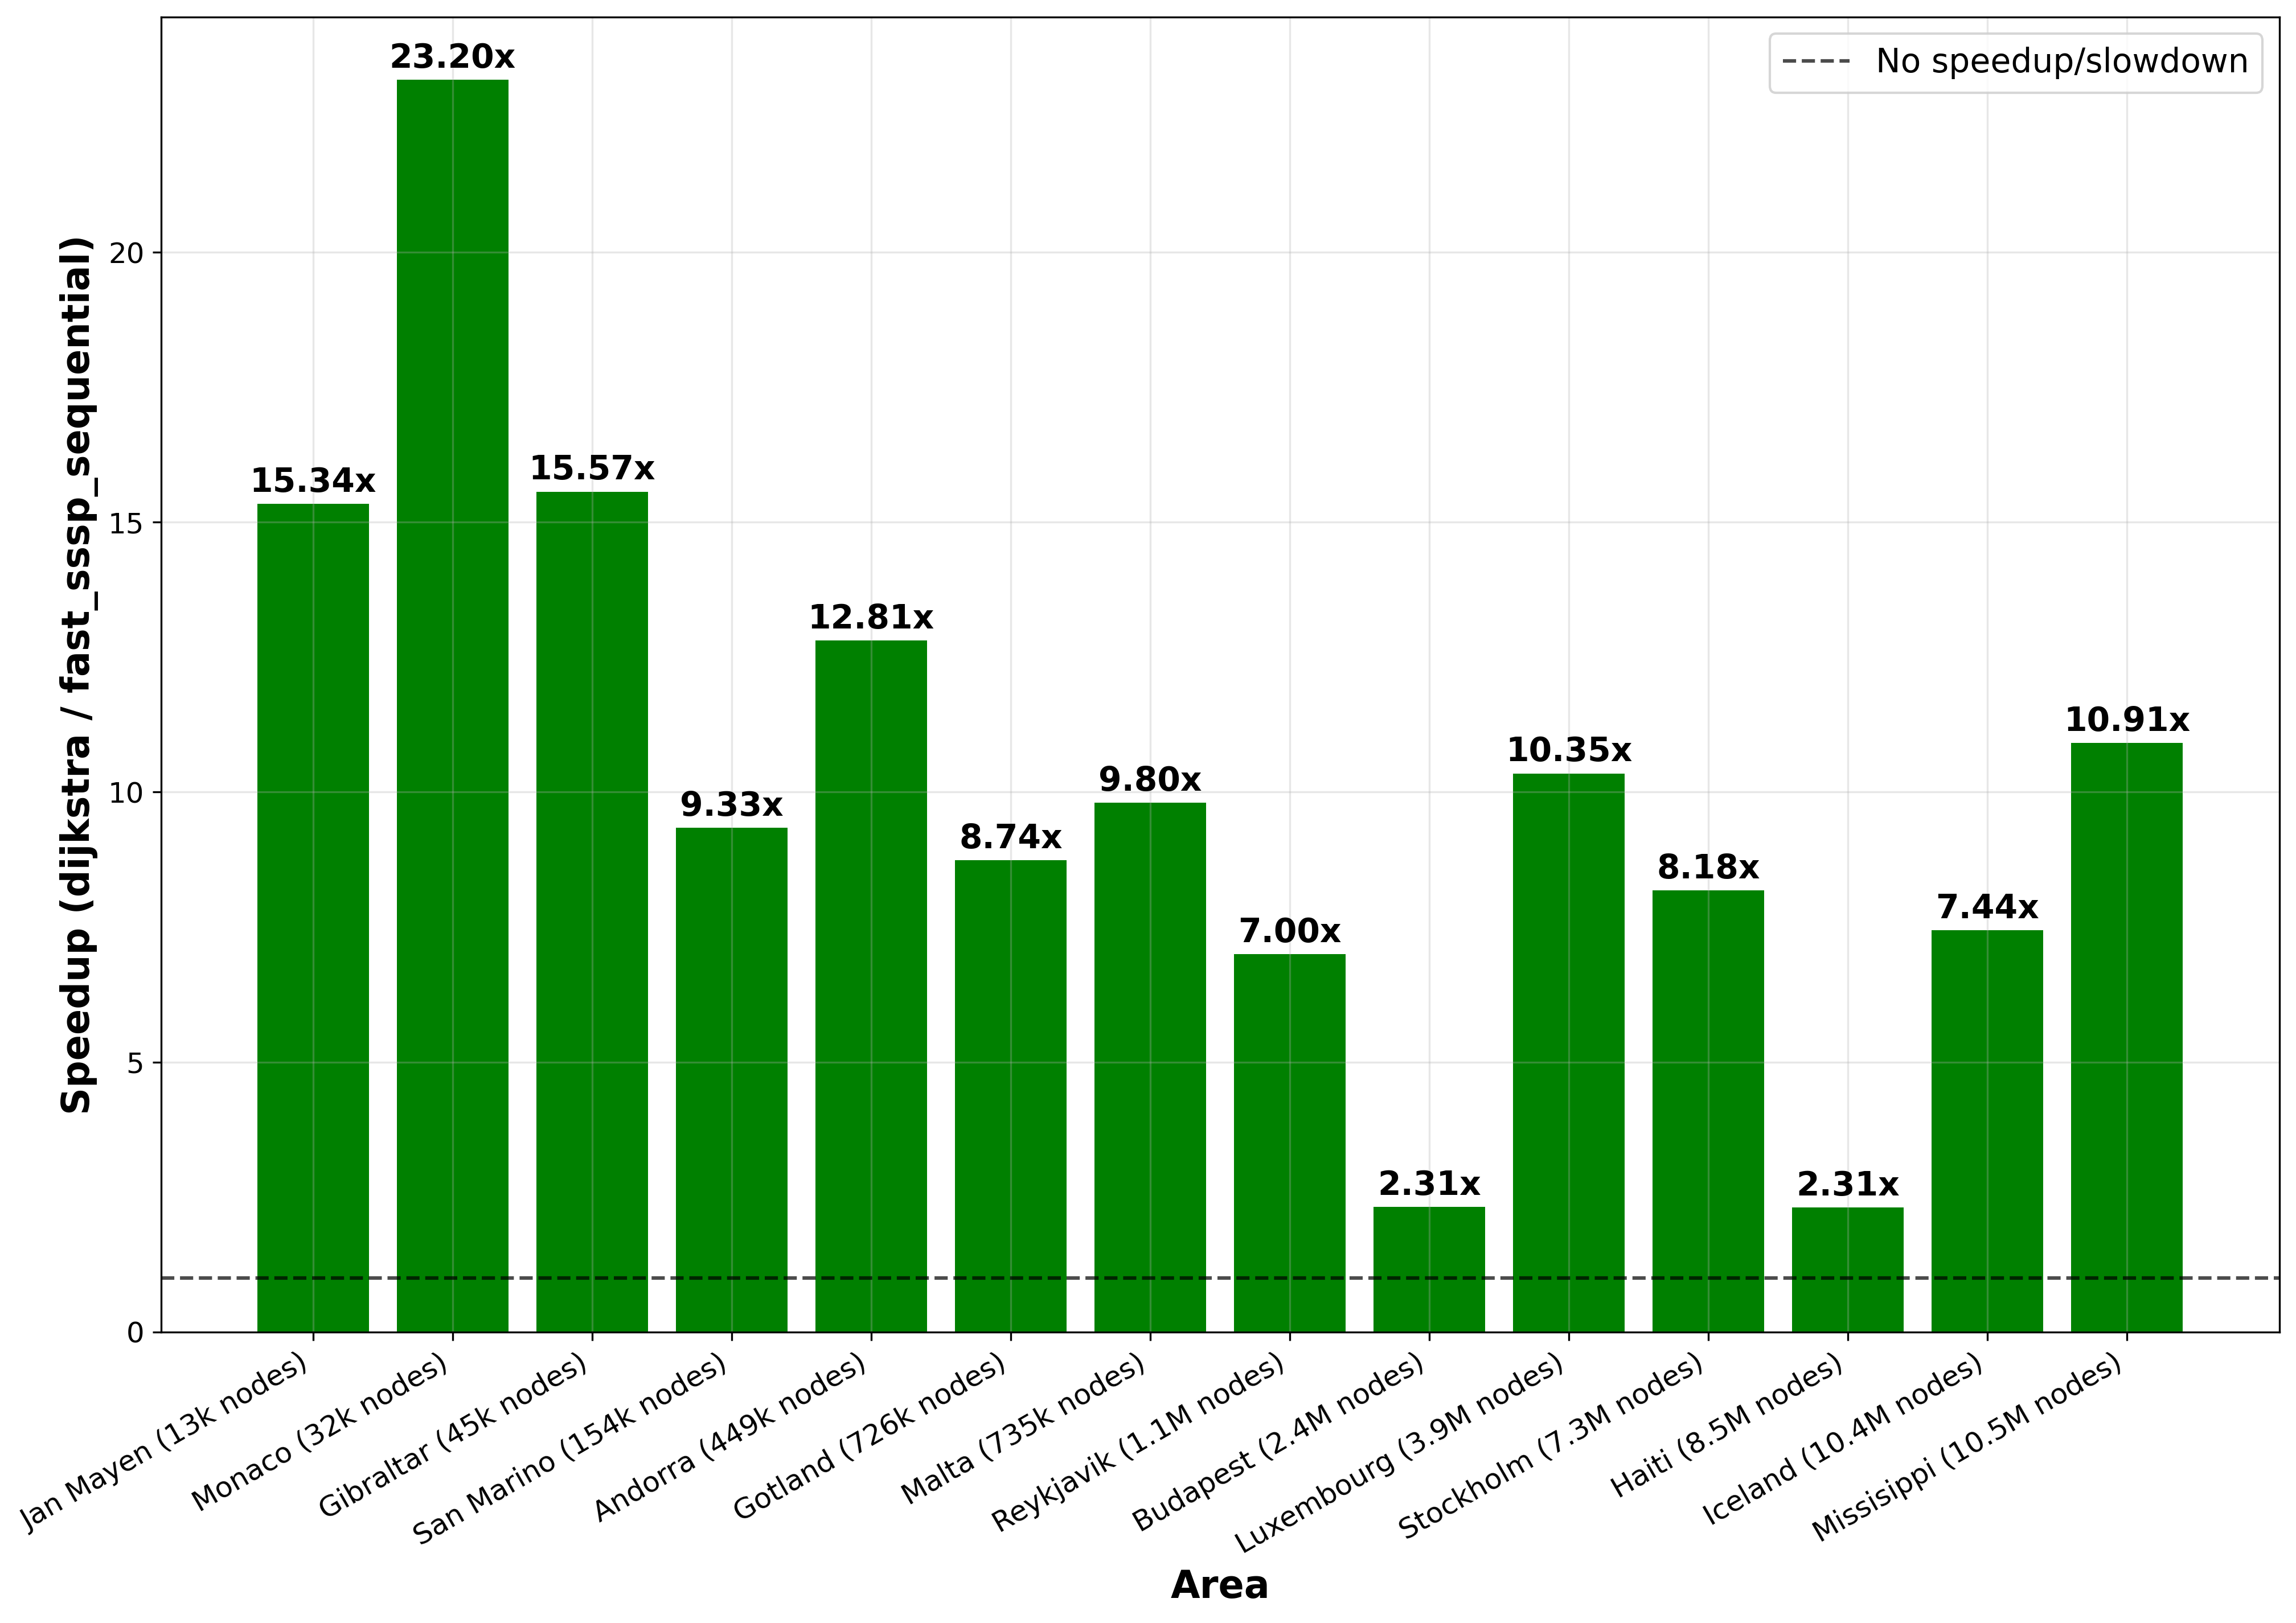 No speedup/slowdown
Speedup (dijkstra / fast_sssp_sequential)
20
15
10
5
0
15.34x
23.20x
15.57x
9.33x
12.81x
8.74x
9.80x
7.00x
2.31x
10.35x
8.18x
2.31x
7.44x
10.91x
Jan Mayen (13k nodes)
Monaco (32k nodes)
Gibraltar (45k nodes)
San Marino (154k nodes)
Andorra (449k nodes)
Gotland (726k nodes)
Malta (735k nodes)
Reykjavik (1.1M nodes)
Budapest (2.4M nodes)
Luxembourg (3.9M nodes)
Stockholm (7.3M nodes)
Haiti (8.5M nodes)
Iceland (10.4M nodes)
Missisippi (10.5M nodes)
Area